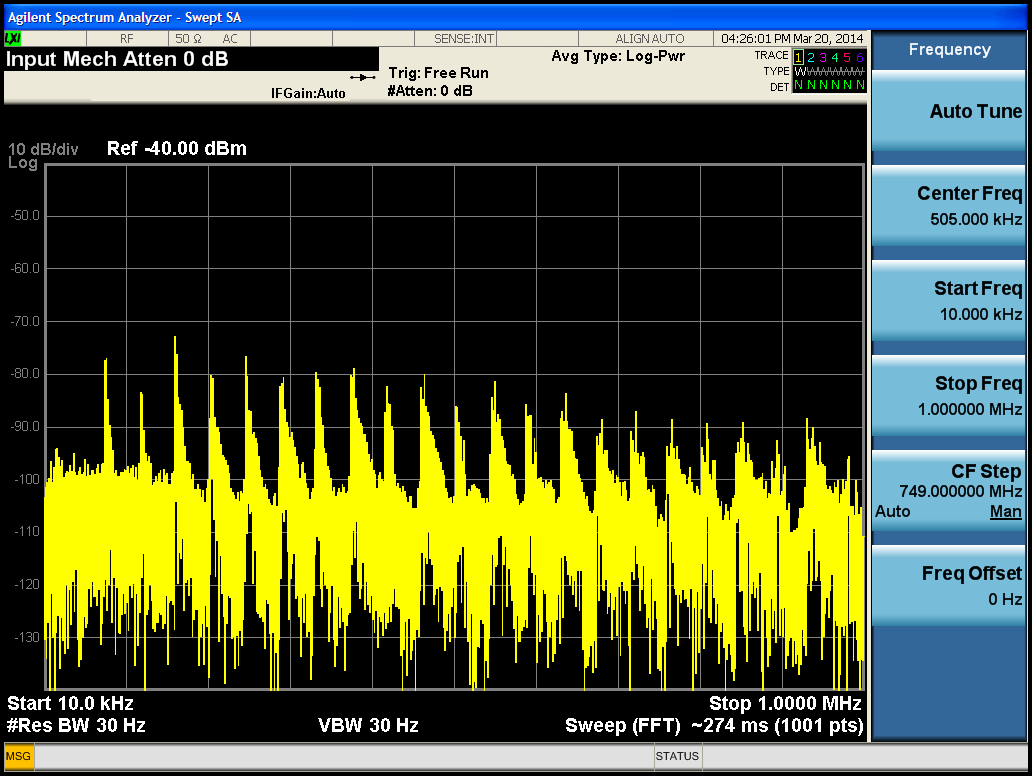 Agilent Spectrum Analyzer - Swept SA
LXI RF 50 Ω AC SENSE:INT ALIGN AUTO 04:26:01 PM Mar 20, 2014
Input Mech Atten 0 dB
IFGain:Auto
Trig: Free Run
#Atten: 0 dB
Avg Type: Log-Pwr
TRACE 1 2 3 4 5 6
TYPE W
DET N N N N N N
10 dB/div Ref -40.00 dBm
Log
-50.0
-60.0
-70.0
-80.0
-90.0
-100
-110
-120
-130
Start 10.0 kHz Stop 1.0000 MHz
#Res BW 30 Hz VBW 30 Hz Sweep (FFT) ~274 ms (1001 pts)
MSG STATUS
Frequency
Auto Tune
Center Freq
505.000 kHz
Start Freq
10.000 kHz
Stop Freq
1.000000 MHz
CF Step
749.000000 MHz
Auto Man
Freq Offset
0 Hz